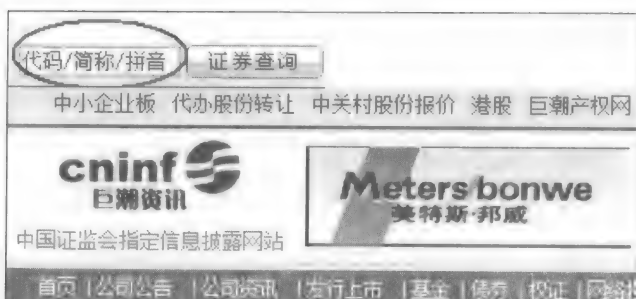 代码/简称/拼音 证券查询
中小企业板 代办股份转让 中关村股份报价 港股 巨潮产权网
cninf
巨潮资讯
中国证监会指定信息披露网站
Meters bonwe
美特斯·邦威
首页 | 公司公告 | 公司资讯 | 发行上市 | 基金 | 债券 | 权证 |